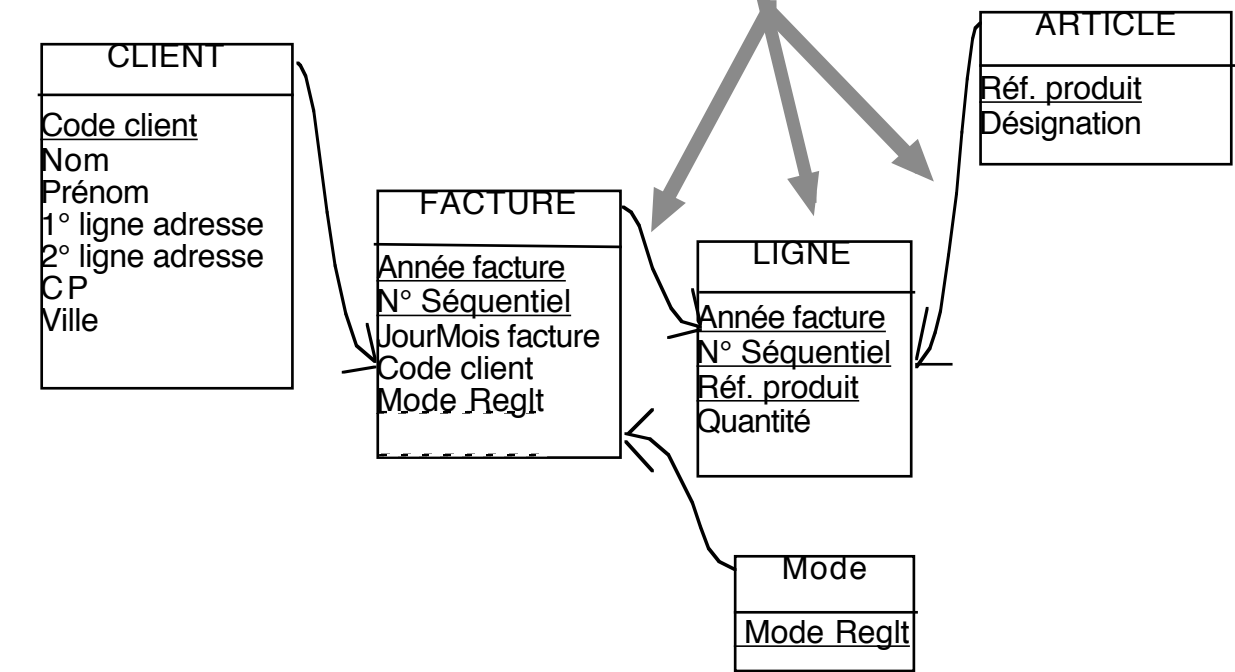 CLIENT
Code client
Nom
Prénom
1° ligne adresse
2° ligne adresse
CP
Ville
FACTURE
Année facture
N° Séquentiel
JourMois facture
Code client
Mode Reglt
LIGNE
Année facture
N° Séquentiel
Réf. produit
Quantité
ARTICLE
Réf. produit
Désignation
Mode
Mode Reglt